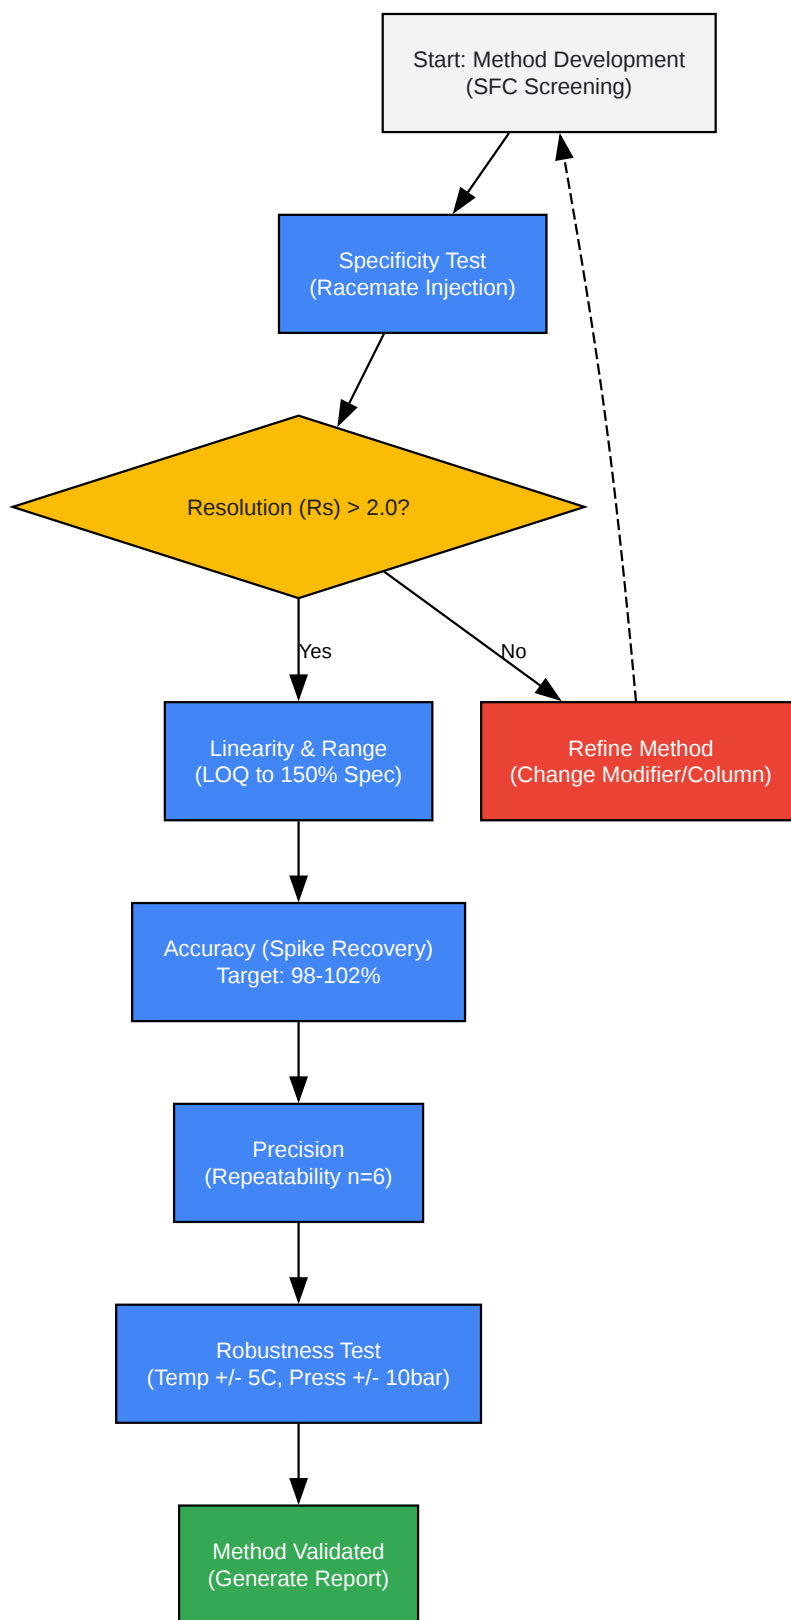 Start: Method Development
(SFC Screening)
Specificity Test
(Racemate Injection)
Resolution (Rs) > 2.0?
Yes
No
Linearity & Range
(LOQ to 150% Spec)
Refine Method
(Change Modifier/Column)
Accuracy (Spike Recovery)
Target: 98-102%
Precision
(Repeatability n=6)
Robustness Test
(Temp +/- 5C, Press +/- 10bar)
Method Validated
(Generate Report)